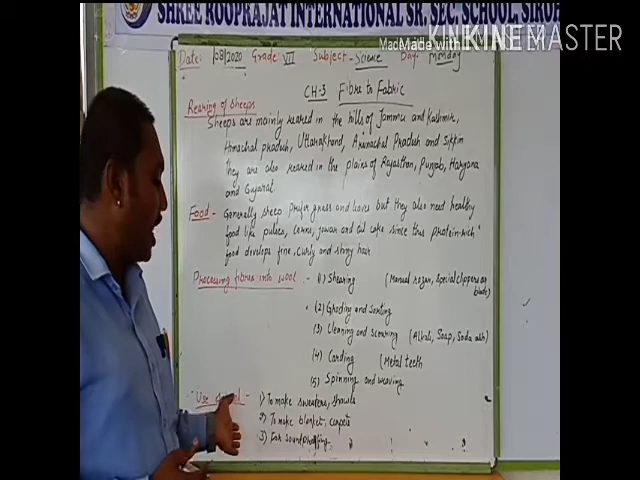 SHREE ROOPRAJAT INTERNATIONAL SR. SEC. SCHOOL, SIROH
Made with KINEMASTER
Date: /08/2020 Grade VII Subject - Science Day: Monday
CH-3 Fibre to Fabric
Rearing of Sheeps
Sheeps are mainly reared in the hills of Jammu and Kashmir,
Himachal pradesh, Uttarakhand, Arunachal Pradesh and Sikkim
They are also reared in the plains of Rajasthan, Punjab, Haryana
and Gujarat
Food - Generally sheep prefer grass and leaves but they also need healthy
food like pulses, corns, jowar and oil cake since this protein-rich
food develops fine, curly and shiny hair
Processing fibres into wool - (1) Shearing (Manual rezar, special clippers or
blade)
(2) Grading and Sorting
(3) Cleaning and scouring (Alkali, Soap, Soda ash)
(4) Carding (Metal teeth
(5) Spinning and weaving
Use of wool - 1) To make sweaters, shawls
2) To make blanket, carpets
3) For soundproffing